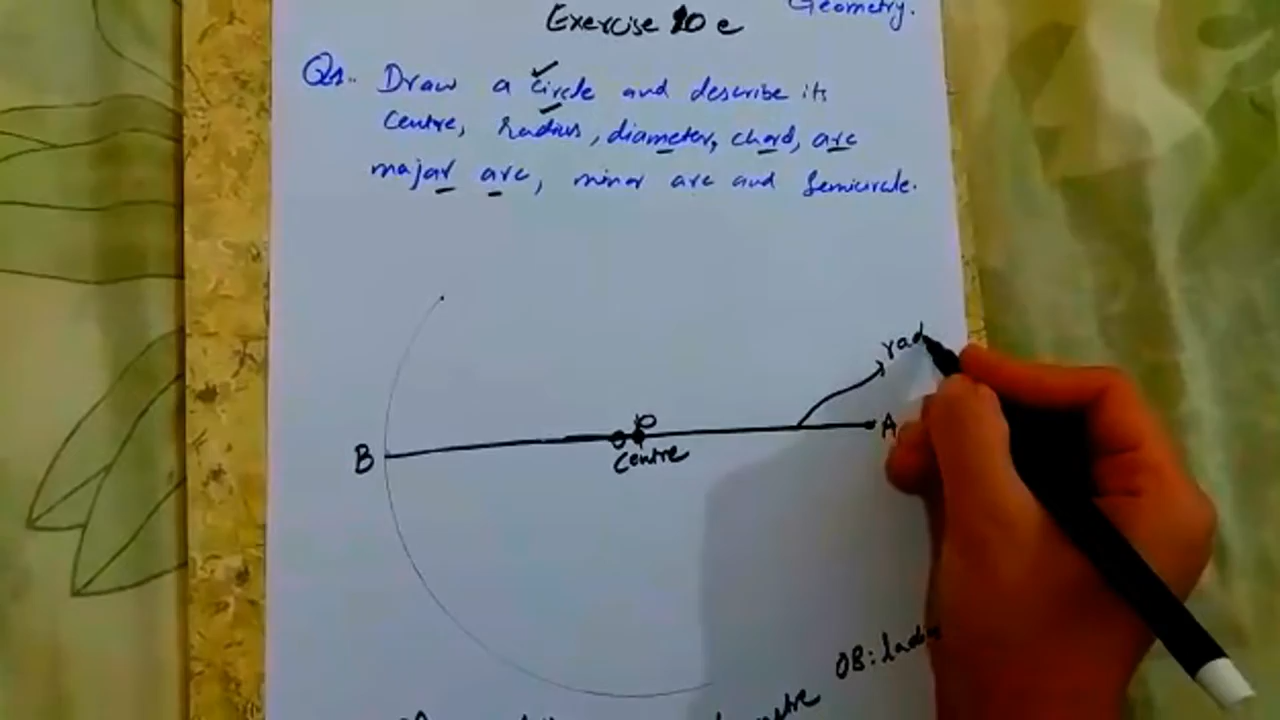 Geometry.
Exercise 10 e
Q1. Draw a circle and describe its
centre, radius, diameter, chord, arc
major arc, minor arc and semicircle.
rad
O
A
B
Centre
OB: radiu